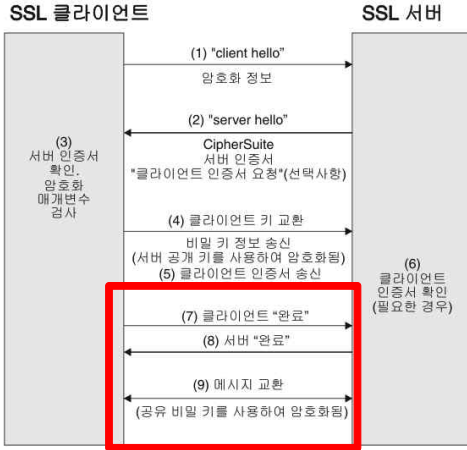 SSL 클라이언트
SSL 서버
(1) "client hello"
암호화 정보
(2) "server hello"
CipherSuite
서버 인증서
"클라이언트 인증서 요청"(선택사항)
(3)
서버 인증서
확인.
암호화
매개변수
검사
(4) 클라이언트 키 교환
비밀 키 정보 송신
(서버 공개 키를 사용하여 암호화됨)
(5) 클라이언트 인증서 송신
(6)
클라이언트
인증서 확인
(필요한 경우)
(7) 클라이언트 “완료”
(8) 서버 “완료”
(9) 메시지 교환
(공유 비밀 키를 사용하여 암호화됨)